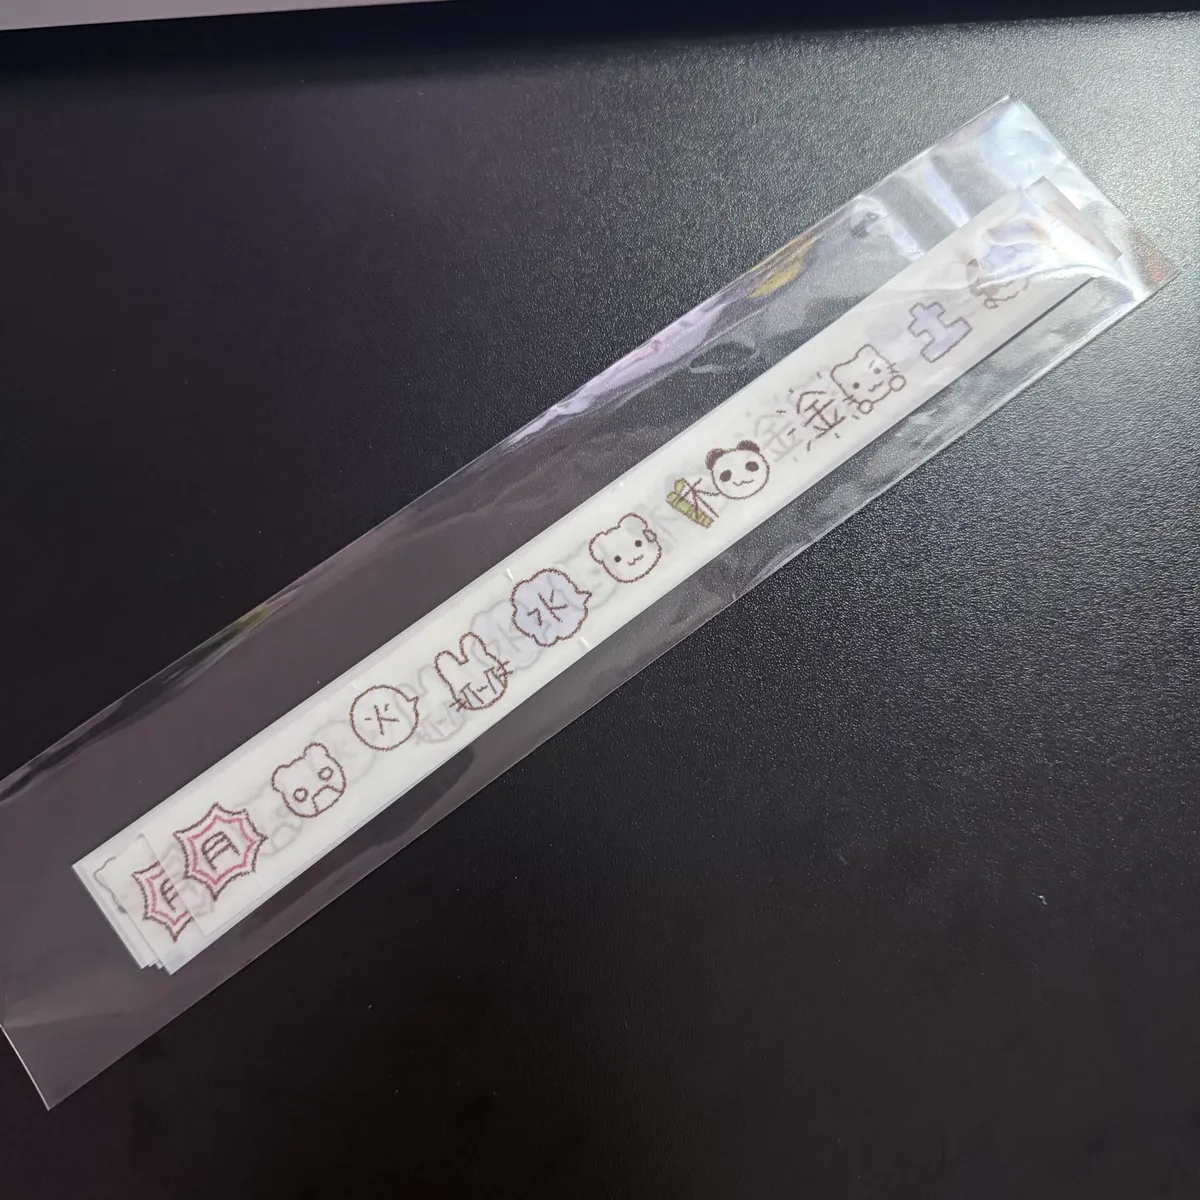 月
火
水
木
金
土